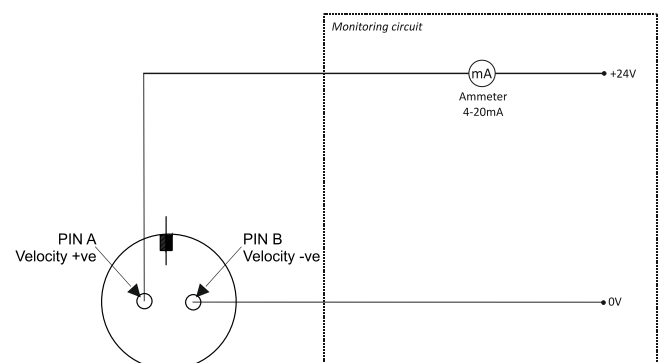 Monitoring circuit
mA
+24V
Ammeter
4-20mA
PIN A
Velocity +ve
PIN B
Velocity -ve
0V